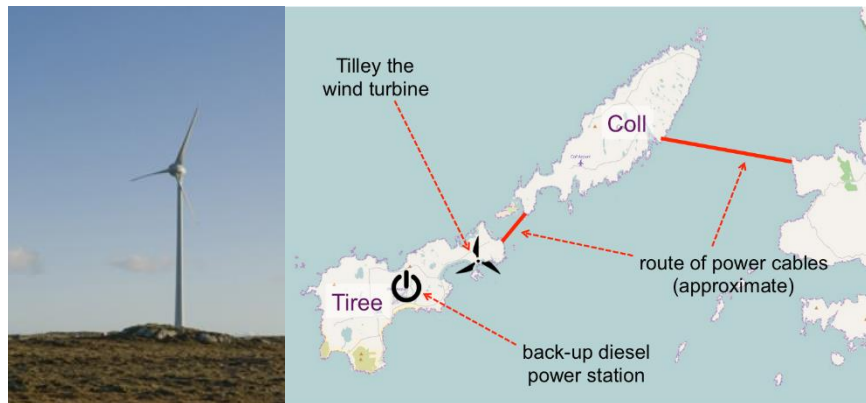 Tilley the
wind turbine
Coll
route of power cables
(approximate)
Tiree
back-up diesel
power station